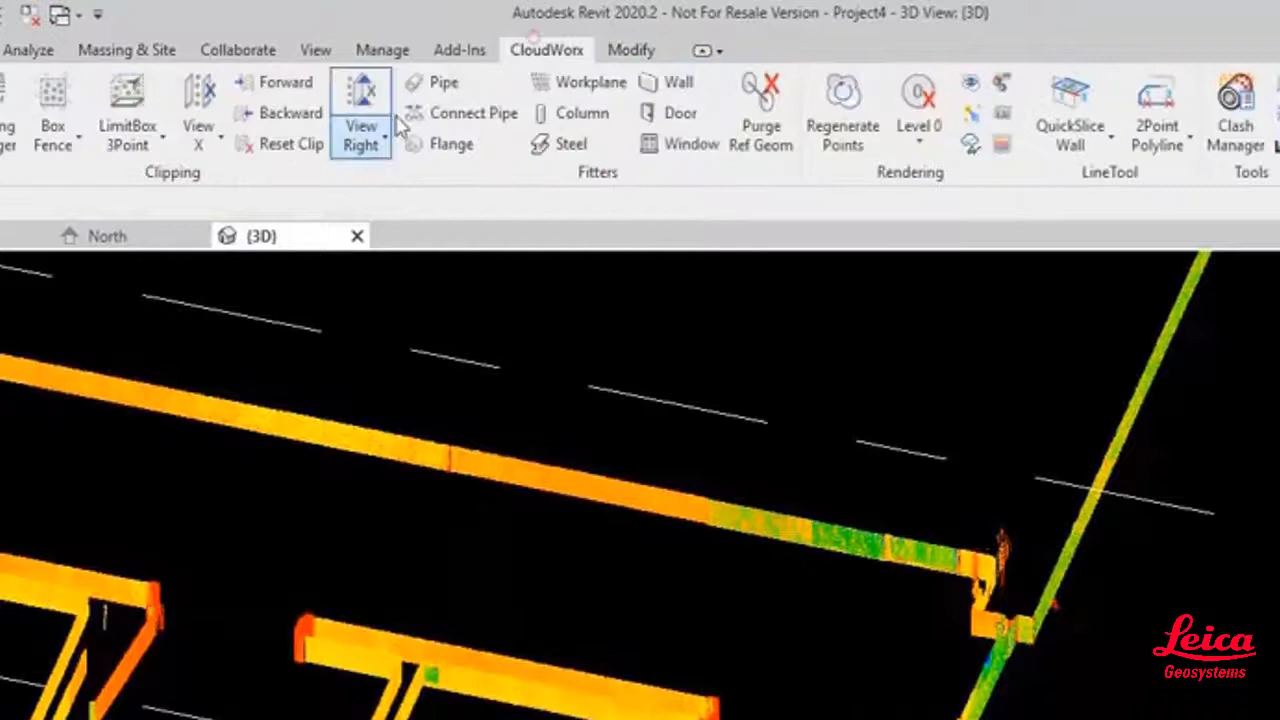 Autodesk Revit 2020.2 - Not For Resale Version - Project4 - 3D View: {3D}
Analyze Massing & Site Collaborate View Manage Add-Ins CloudWorx Modify
Forward Pipe Workplane Wall
Backward Connect Pipe Column Door
Reset Clip Flange Steel Window
Box Fence
LimitBox 3Point
View X
View Right
Purge Ref Geom
Regenerate Points
Level 0
QuickSlice Wall
2Point Polyline
Clash Manager
Clipping Fitters Rendering LineTool Tools
North {3D}
Leica
Geosystems